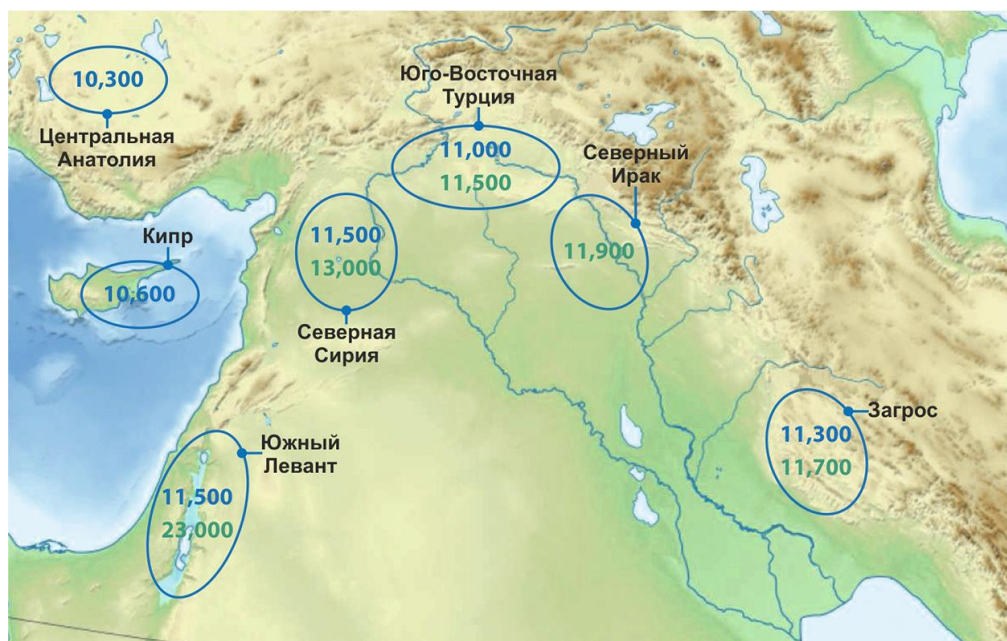 10,300
Центральная
Анатолия
Юго-Восточная
Турция
11,000
11,500
Северный
Ирак
11,900
Кипр
10,600
11,500
13,000
Северная
Сирия
Загрос
11,300
11,700
Южный
Левант
11,500
23,000